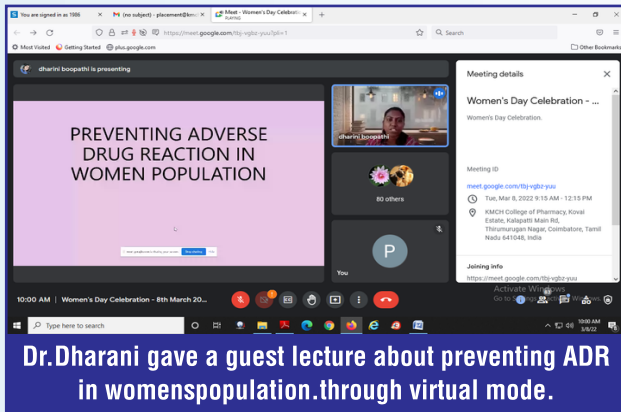 You are signed in as 1986
(no subject) - placement@kmc
Meet - Women's Day Celebratio
PLAYING
https://meet.google.com/tbj-vgbz-yuu?pli=1
Search
Most Visited
Getting Started
plus.google.com
Other Bookmarks
dharini boopathi is presenting
PREVENTING ADVERSE
DRUG REACTION IN
WOMEN POPULATION
dharini boopathi
80 others
P
You
Meeting details
Women's Day Celebration - ...
Women's Day Celebration.
Meeting ID
meet.google.com/tbj-vgbz-yuu
Tue, Mar 8, 2022 9:15 AM - 12:15 PM
KMCH College of Pharmacy, Kovai
Estate, Kalapatti Main Rd,
Thirumurugan Nagar, Coimbatore, Tamil
Nadu 641048, India
Joining info
https://meet.google.com/tbj-vgbz-yuu
Activate Windows
10:00 AM | Women's Day Celebration - 8th March 20...
Type here to search
10:00 AM
3/8/22
Dr.Dharani gave a guest lecture about preventing ADR
in womenspopulation.through virtual mode.